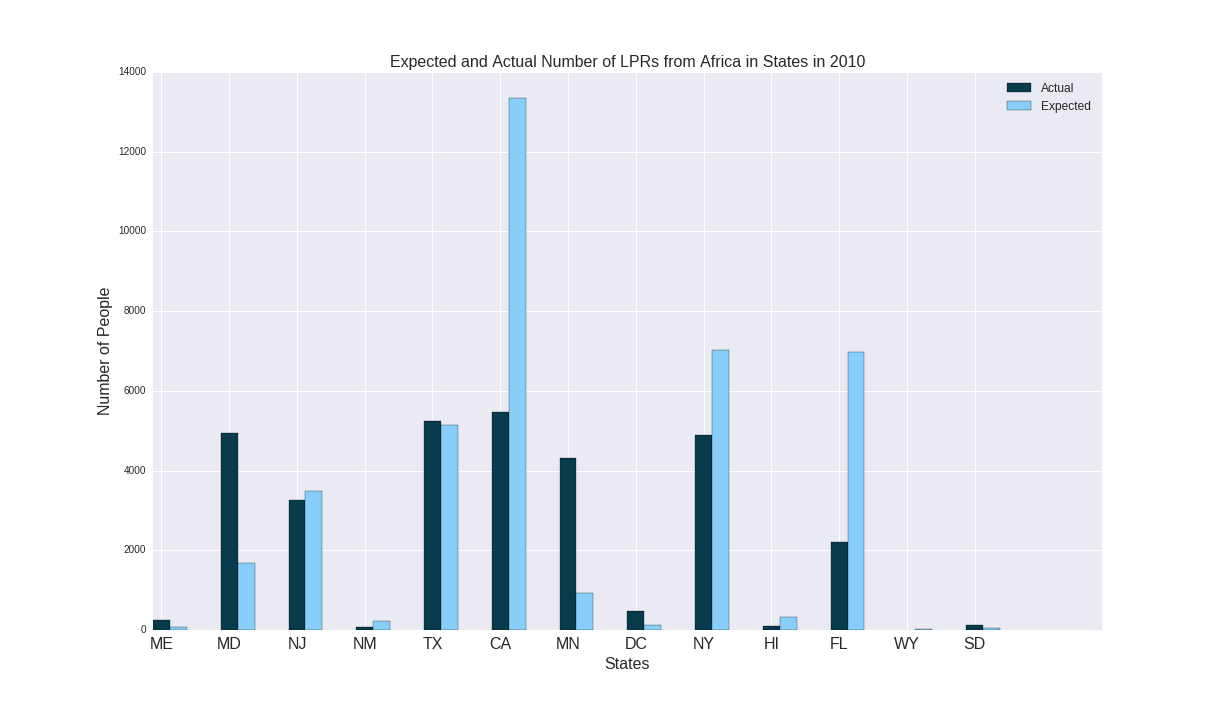 Expected and Actual Number of LPRs from Africa in States in 2010
Actual
Expected
14000
12000
10000
8000
6000
4000
2000
0
Number of People
ME MD NJ NM TX CA MN DC NY HI FL WY SD
States